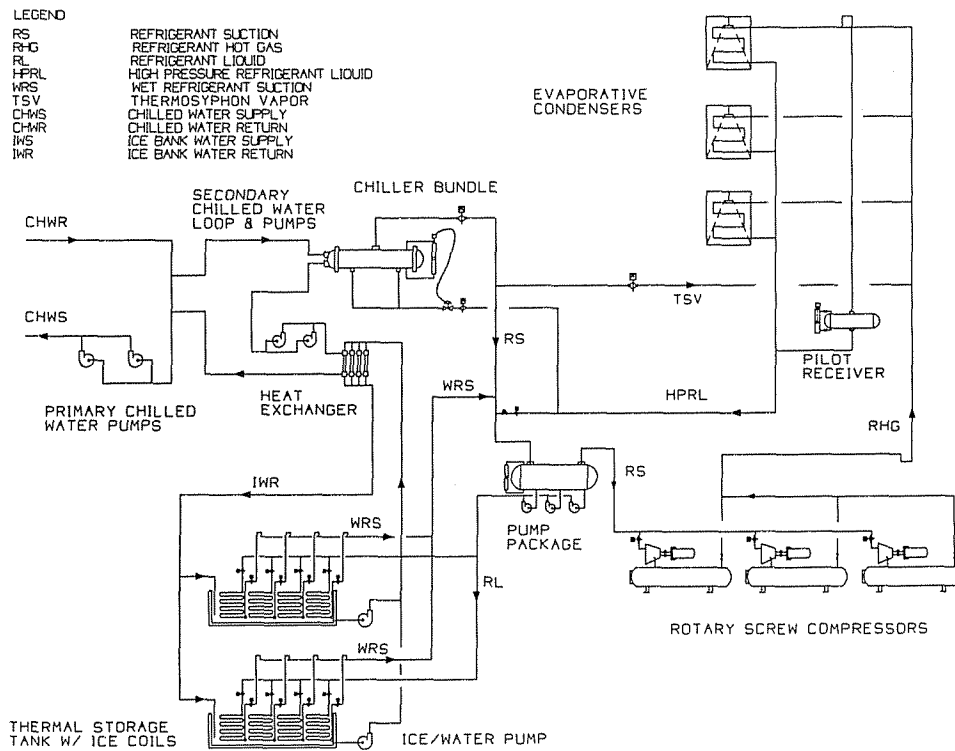 LEGEND
RS REFRIGERANT SUCTION
RHG REFRIGERANT HOT GAS
RL REFRIGERANT LIQUID
HPRL HIGH PRESSURE REFRIGERANT LIQUID
WRS WET REFRIGERANT SUCTION
TSV THERMOSYPHON VAPOR
CHWS CHILLED WATER SUPPLY
CHWR CHILLED WATER RETURN
IWS ICE BANK WATER SUPPLY
IWR ICE BANK WATER RETURN
EVAPORATIVE
CONDENSERS
SECONDARY
CHILLED WATER
LOOP & PUMPS
CHILLER BUNDLE
CHWR
CHWS
TSV
RS
PILOT
RECEIVER
HEAT
EXCHANGER
WRS
HPRL
PRIMARY CHILLED
WATER PUMPS
RHG
RS
IWR
WRS
PUMP
PACKAGE
RL
ROTARY SCREW COMPRESSORS
WRS
THERMAL STORAGE
TANK W/ ICE COILS
ICE/WATER PUMP